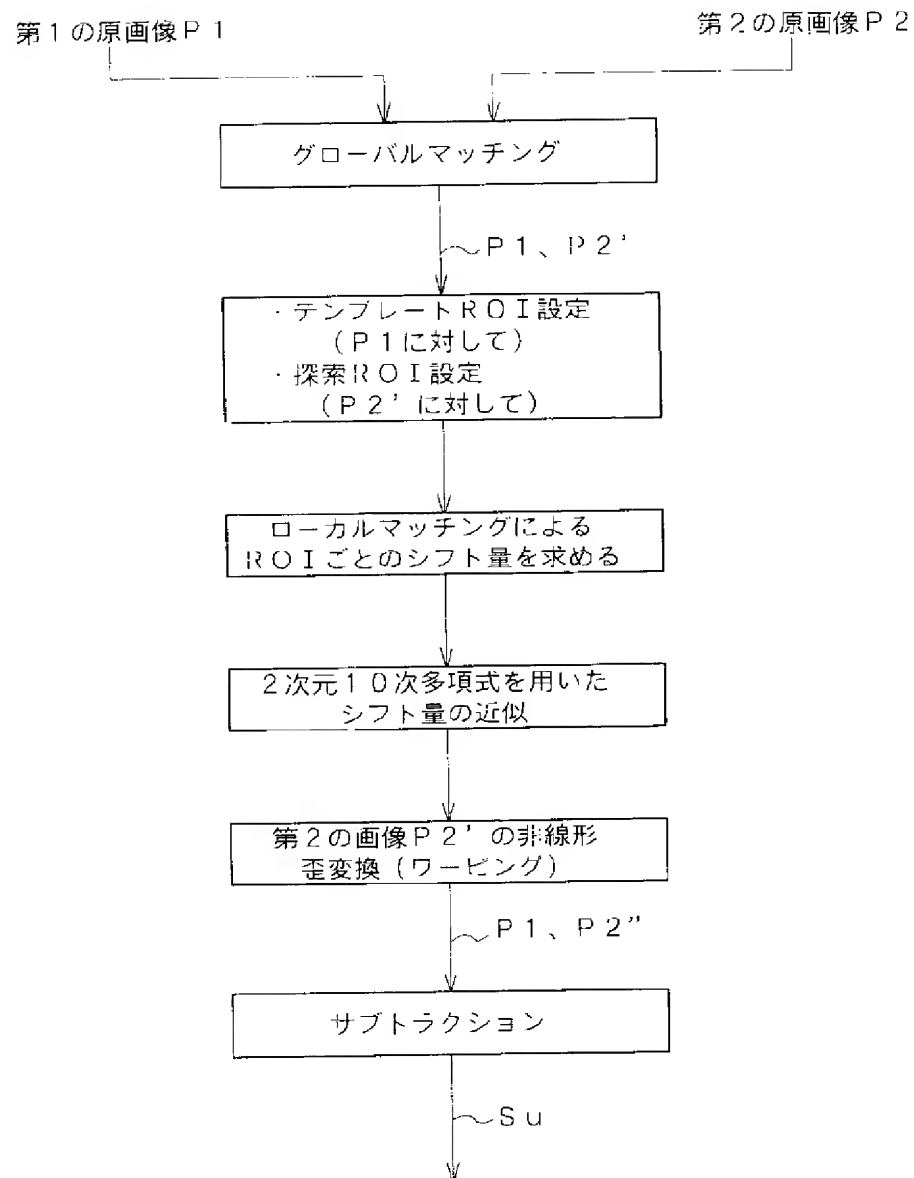 第１の原画像Ｐ１
第２の原画像Ｐ２
グローバルマッチング
Ｐ１、Ｐ２’
・テンプレートＲＯＩ設定
（Ｐ１に対して）
・探索ＲＯＩ設定
（Ｐ２’に対して）
ローカルマッチングによる
ＲＯＩごとのシフト量を求める
２次元１０次多項式を用いた
シフト量の近似
第２の画像Ｐ２’の非線形
歪変換（ワーピング）
Ｐ１、Ｐ２”
サブトラクション
Ｓｕ